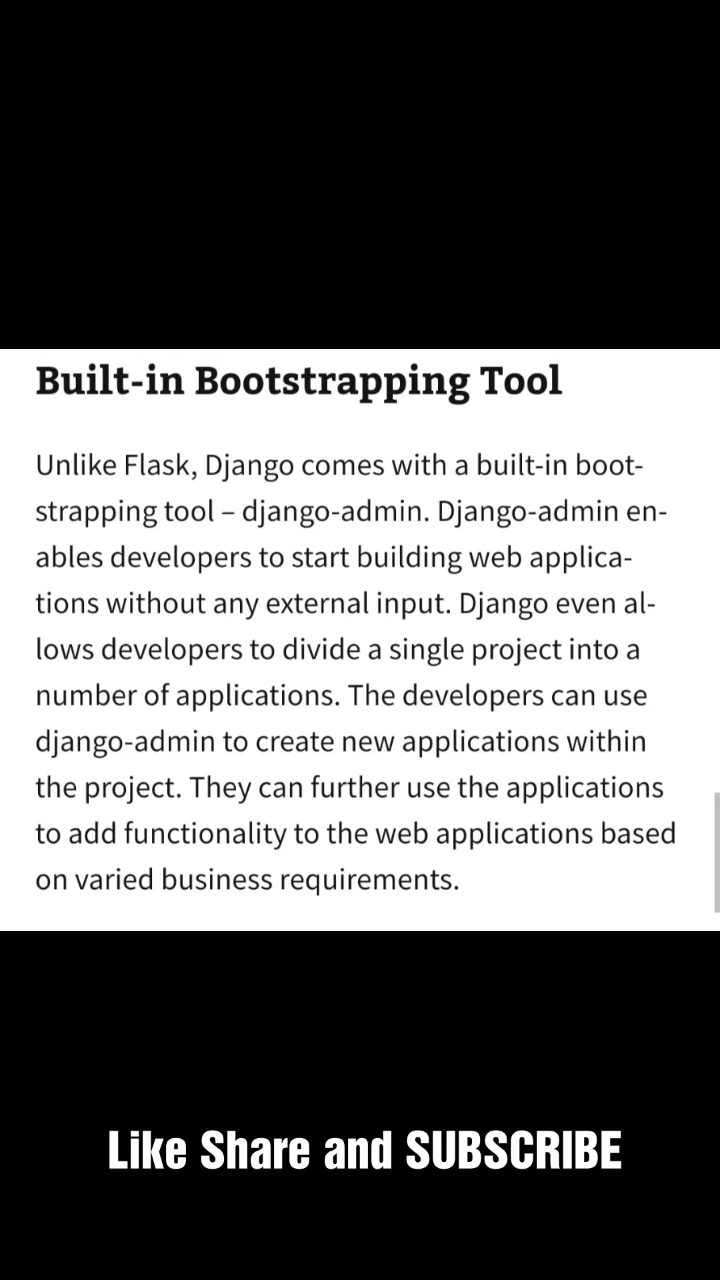 Built-in Bootstrapping Tool
Unlike Flask, Django comes with a built-in boot-
strapping tool – django-admin. Django-admin en-
ables developers to start building web applica-
tions without any external input. Django even al-
lows developers to divide a single project into a
number of applications. The developers can use
django-admin to create new applications within
the project. They can further use the applications
to add functionality to the web applications based
on varied business requirements.
Like Share and SUBSCRIBE